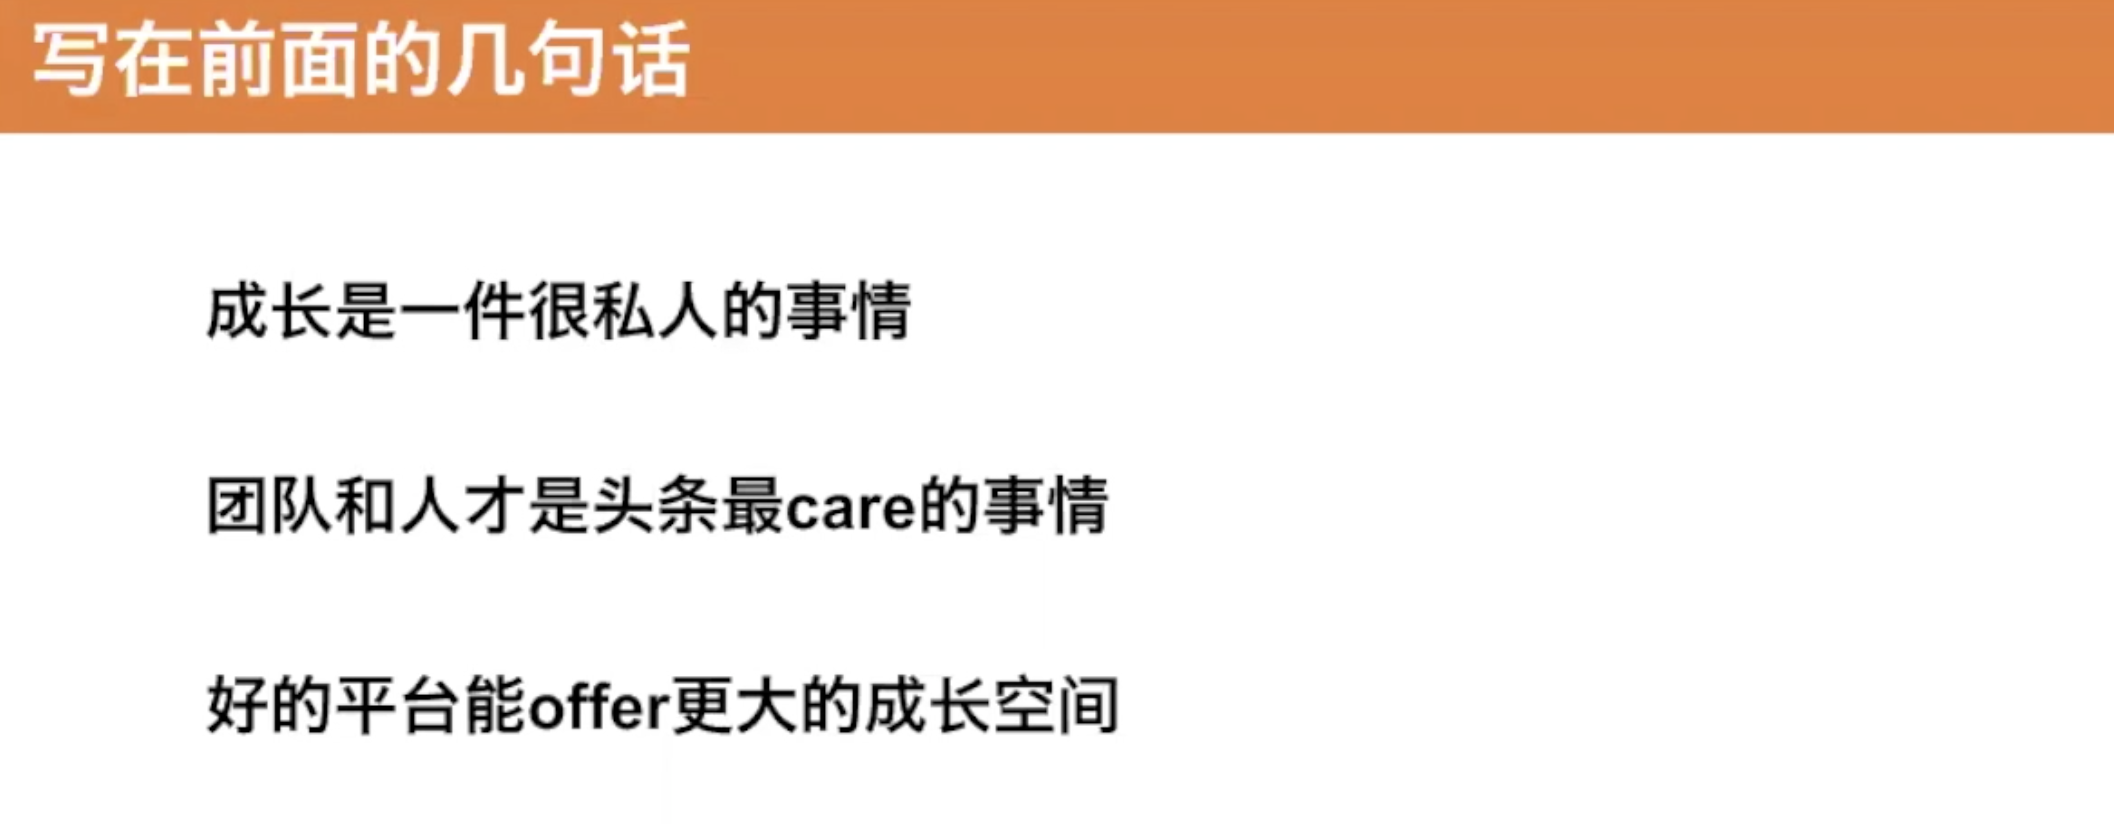 写在前面的几句话
成长是一件很私人的事情
团队和人才是头条最care的事情
好的平台能offer更大的成长空间